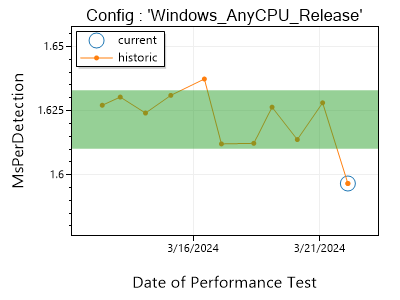 Config : 'Windows_AnyCPU_Release'
current
historic
1.65
1.625
1.6
MsPerDetection
3/16/2024
3/21/2024
Date of Performance Test